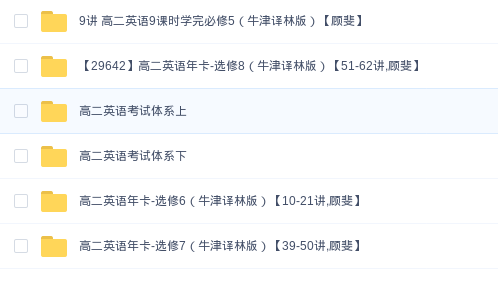 9讲 高二英语9课时学完必修5（牛津译林版）【顾斐】
【29642】高二英语年卡-选修8（牛津译林版）【51-62讲,顾斐】
高二英语考试体系上
高二英语考试体系下
高二英语年卡-选修6（牛津译林版）【10-21讲,顾斐】
高二英语年卡-选修7（牛津译林版）【39-50讲,顾斐】